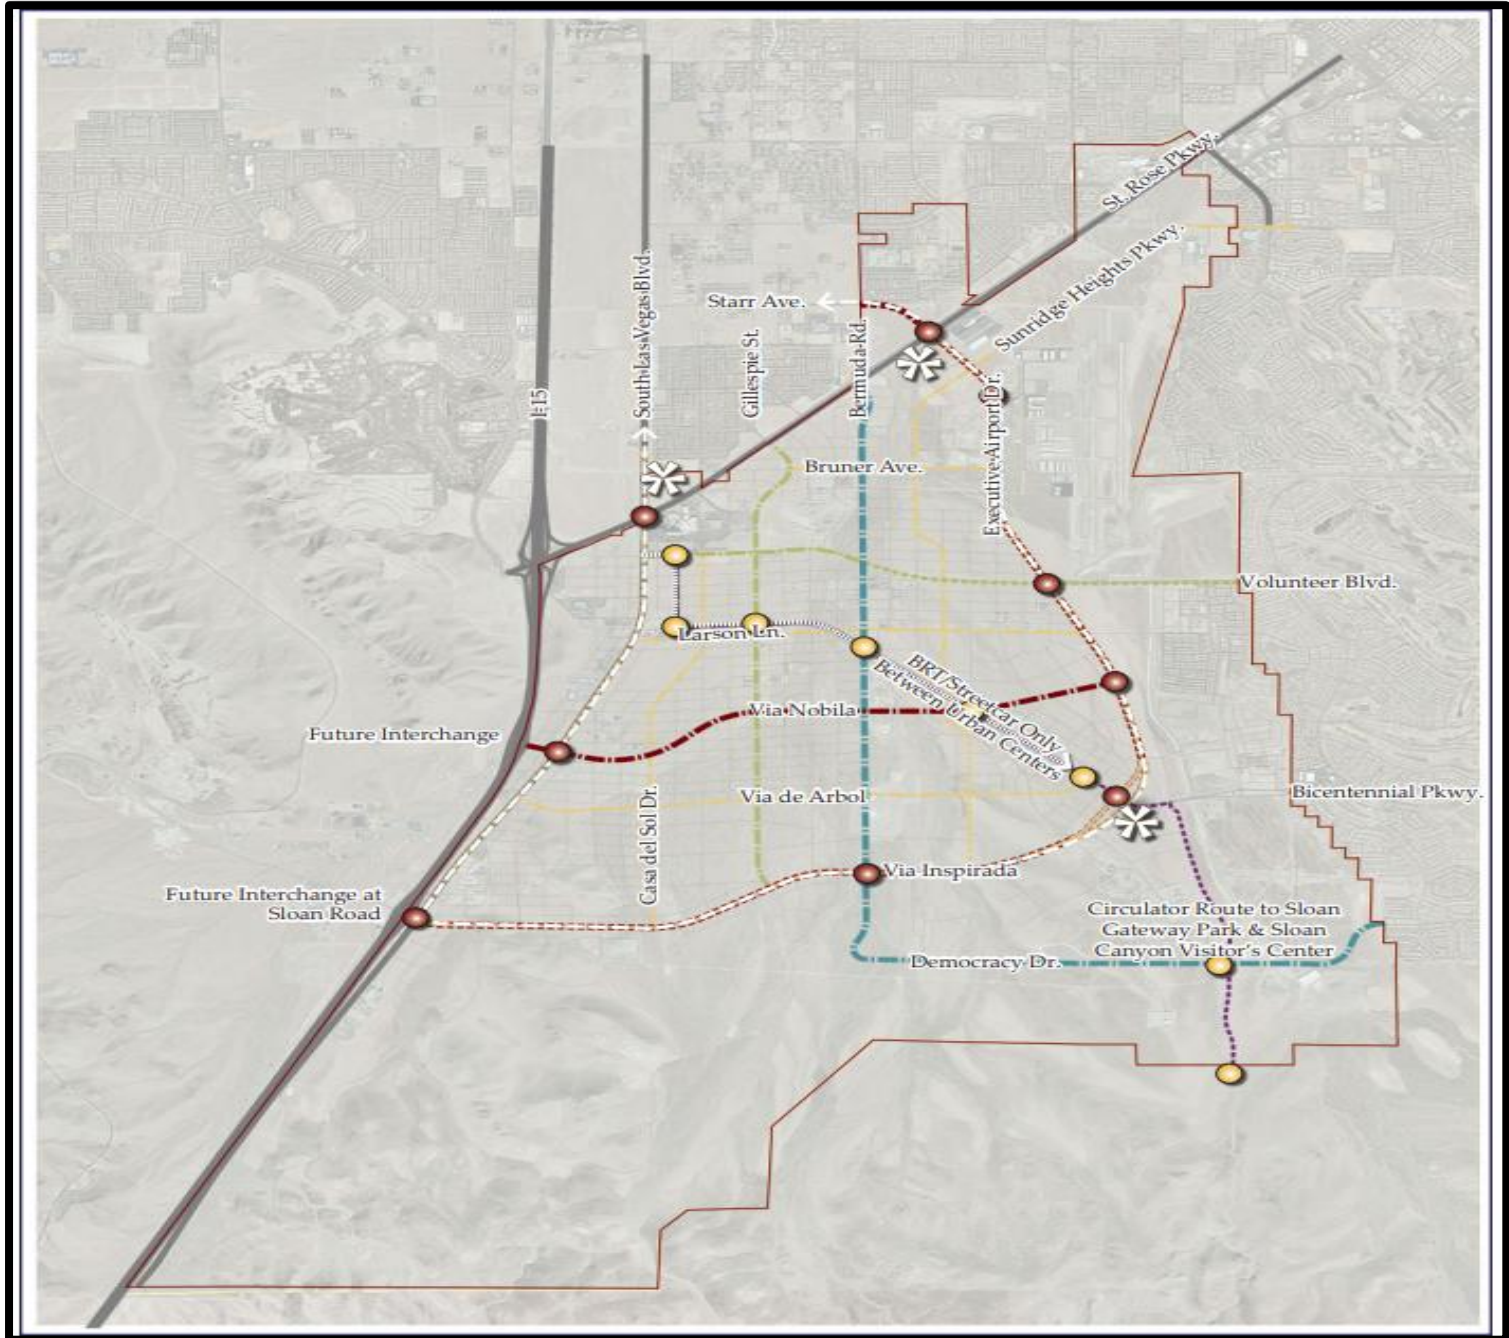 St. Rose Pkwy.
Sunridge Heights Pkwy.
Starr Ave.
South Las Vegas Blvd.
Gillespie St.
Bermuda Rd.
I-15
Executive Airport Dr.
Bruner Ave.
Volunteer Blvd.
Larson Ln.
BRT/Streetcar Only
Between Urban Centers
Via Nobila
Future Interchange
Via de Arbol
Bicentennial Pkwy.
Casa del Sol Dr.
Via Inspirada
Future Interchange at
Sloan Road
Circulator Route to Sloan
Gateway Park & Sloan
Canyon Visitor's Center
Democracy Dr.